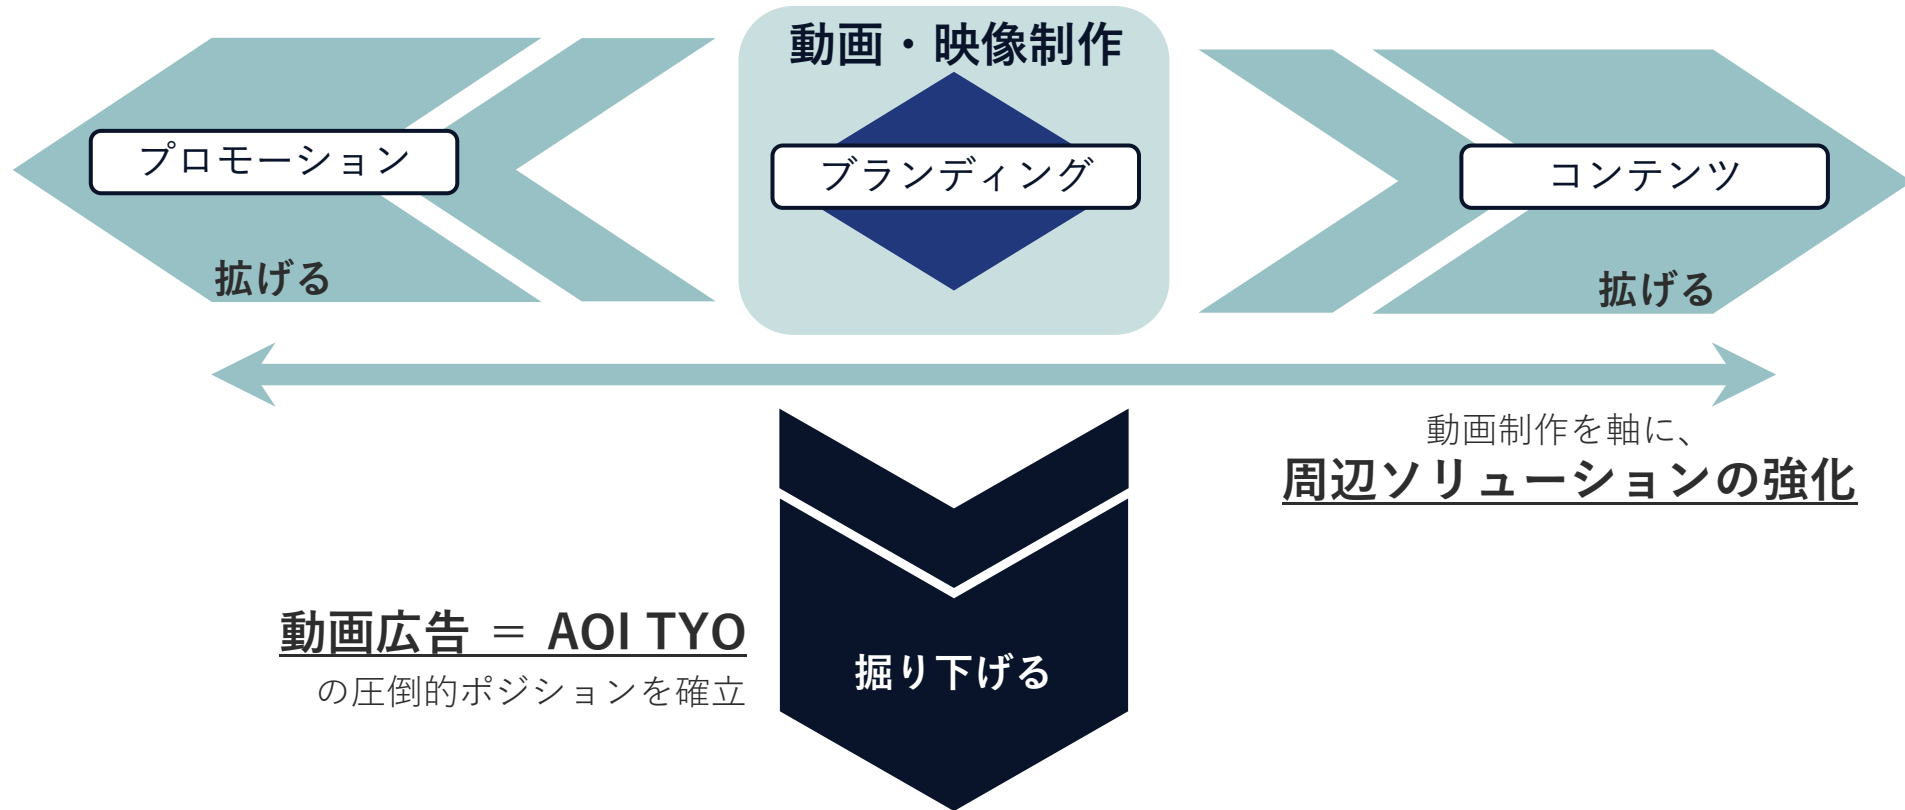 動画・映像制作
プロモーション
ブランディング
コンテンツ
拡げる
拡げる
動画制作を軸に、
周辺ソリューションの強化
動画広告 ＝ AOI TYO
の圧倒的ポジションを確立
掘り下げる